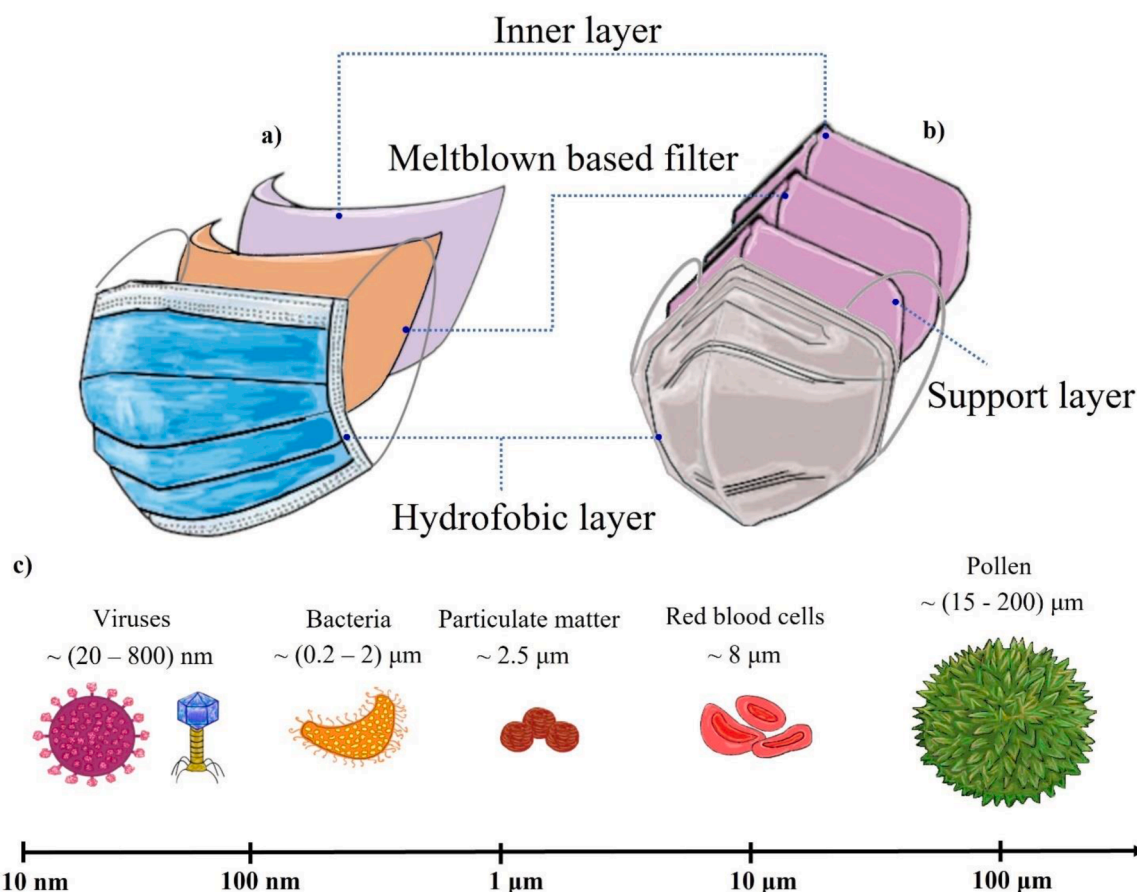 Inner layer
a)
b)
Meltblown based filter
Support layer
Hydrofobic layer
c)
Viruses
~ (20 – 800) nm
Bacteria
~ (0.2 – 2) μm
Particulate matter
~ 2.5 μm
Red blood cells
~ 8 μm
Pollen
~ (15 - 200) μm
10 nm
100 nm
1 μm
10 μm
100 μm